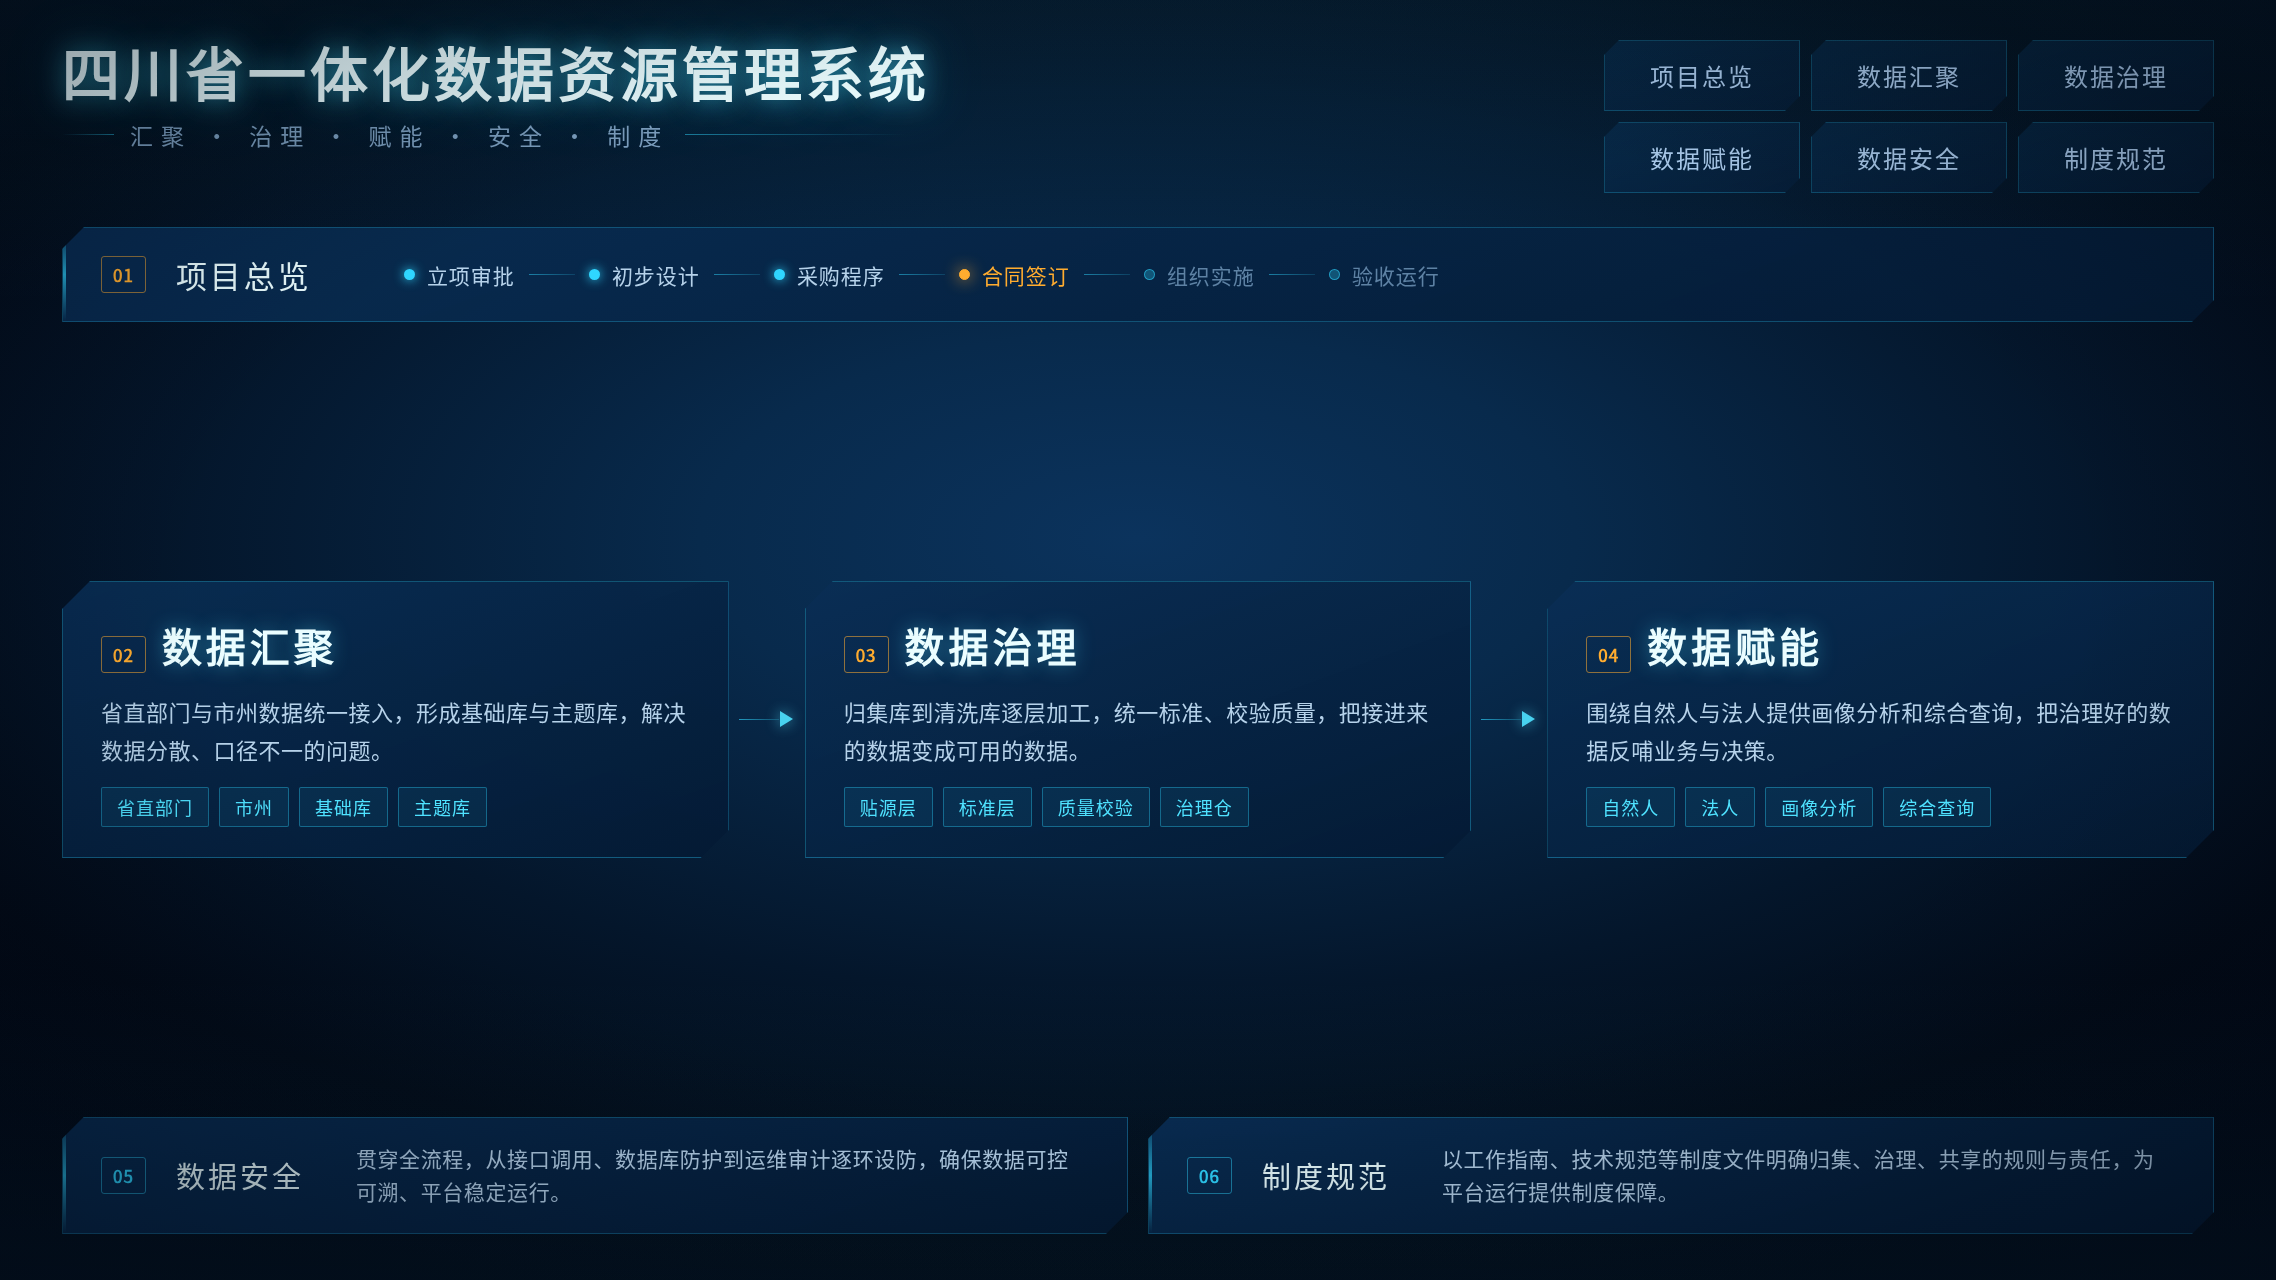 四川省一体化数据资源管理系统
汇聚 • 治理 • 赋能 • 安全 • 制度
项目总览
数据汇聚
数据治理
数据赋能
数据安全
制度规范
01
项目总览
立项审批
初步设计
采购程序
合同签订
组织实施
验收运行
02
数据汇聚
省直部门与市州数据统一接入，形成基础库与主题库，解决
数据分散、口径不一的问题。
省直部门
市州
基础库
主题库
03
数据治理
归集库到清洗库逐层加工，统一标准、校验质量，把接进来
的数据变成可用的数据。
贴源层
标准层
质量校验
治理仓
04
数据赋能
围绕自然人与法人提供画像分析和综合查询，把治理好的数
据反哺业务与决策。
自然人
法人
画像分析
综合查询
05
数据安全
贯穿全流程，从接口调用、数据库防护到运维审计逐环设防，确保数据可控
可溯、平台稳定运行。
06
制度规范
以工作指南、技术规范等制度文件明确归集、治理、共享的规则与责任，为
平台运行提供制度保障。